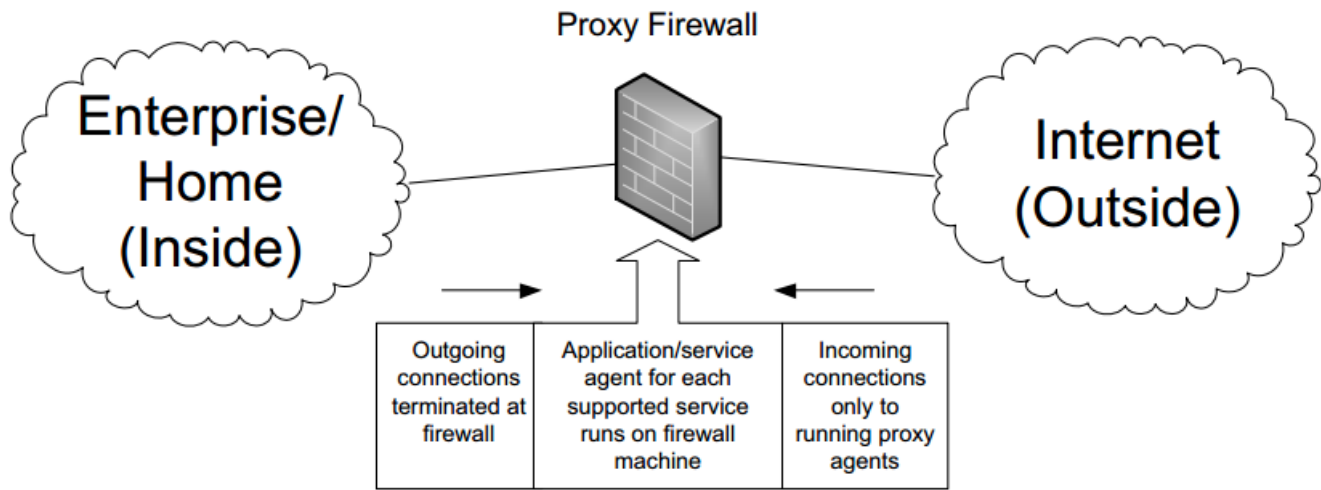 Proxy Firewall
Enterprise/
Home
(Inside)
Internet
(Outside)
Outgoing
connections
terminated at
firewall
Application/service
agent for each
supported service
runs on firewall
machine
Incoming
connections
only to
running proxy
agents